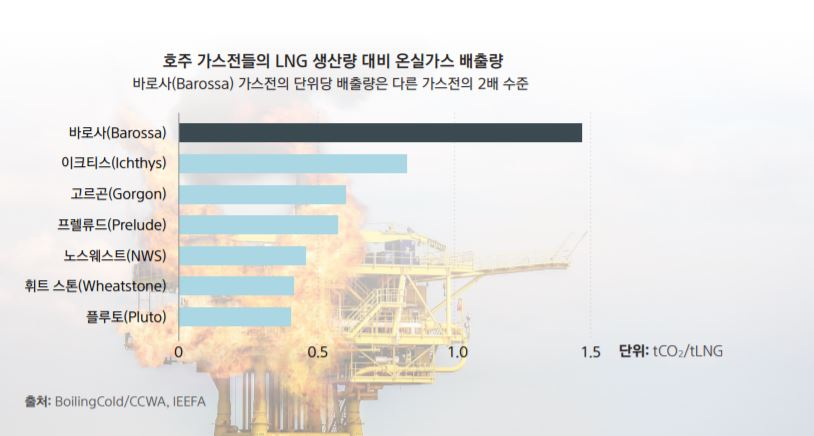 호주 가스전들의 LNG 생산량 대비 온실가스 배출량
바로사(Barossa) 가스전의 단위당 배출량은 다른 가스전의 2배 수준
바로사(Barossa)
이크티스(Ichthys)
고르곤(Gorgon)
프렐류드(Prelude)
노스웨스트(NWS)
휘트 스톤(Wheatstone)
플루토(Pluto)
0 0.5 1.0 1.5 단위: tCO₂/tLNG
출처: BoilingCold/CCWA, IEEFA